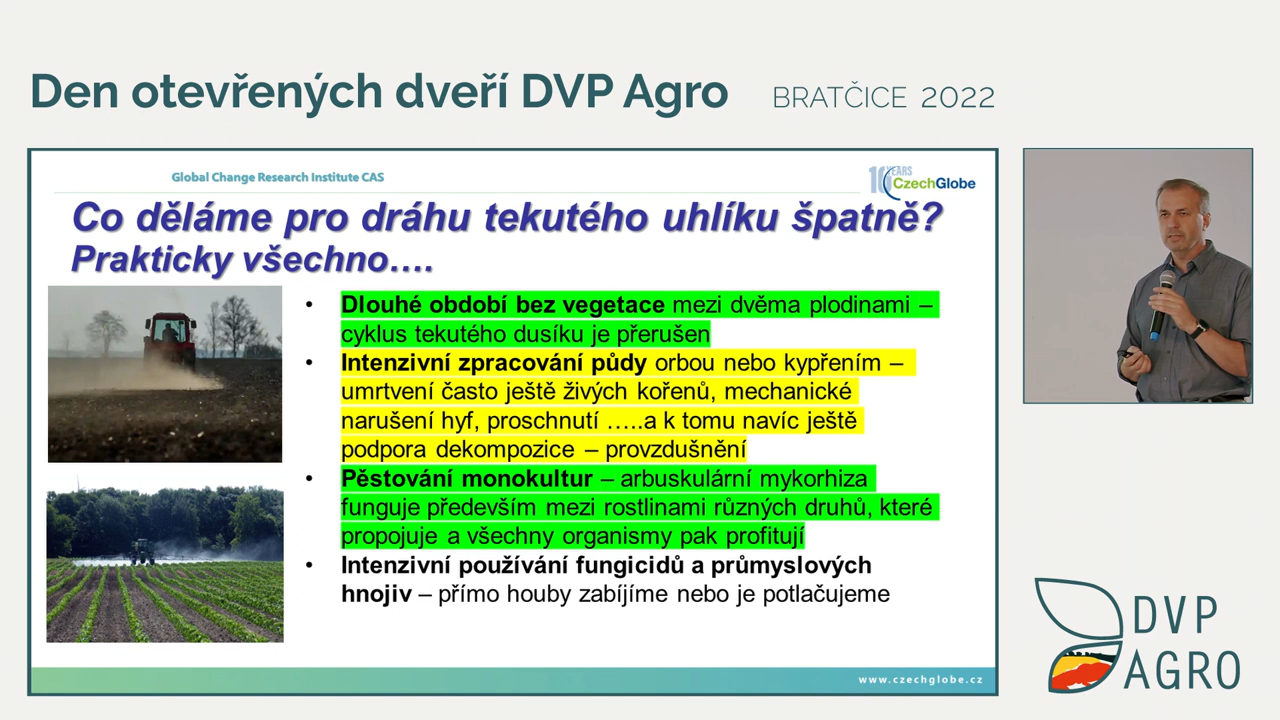 Den otevřených dveří DVP Agro BRATČICE 2022
Global Change Research Institute CAS
10 YEARS
CzechGlobe
Co děláme pro dráhu tekutého uhlíku špatně?
Prakticky všechno….
• Dlouhé období bez vegetace mezi dvěma plodinami –
cyklus tekutého dusíku je přerušen
• Intenzivní zpracování půdy orbou nebo kypřením –
umrtvení často ještě živých kořenů, mechanické
narušení hyf, proschnutí …..a k tomu navíc ještě
podpora dekompozice – provzdušnění
• Pěstování monokultur – arbuskulární mykorhiza
funguje především mezi rostlinami různých druhů, které
propojuje a všechny organismy pak profitují
• Intenzivní používání fungicidů a průmyslových
hnojiv – přímo houby zabíjíme nebo je potlačujeme
www.czechglobe.cz
DVP
AGRO